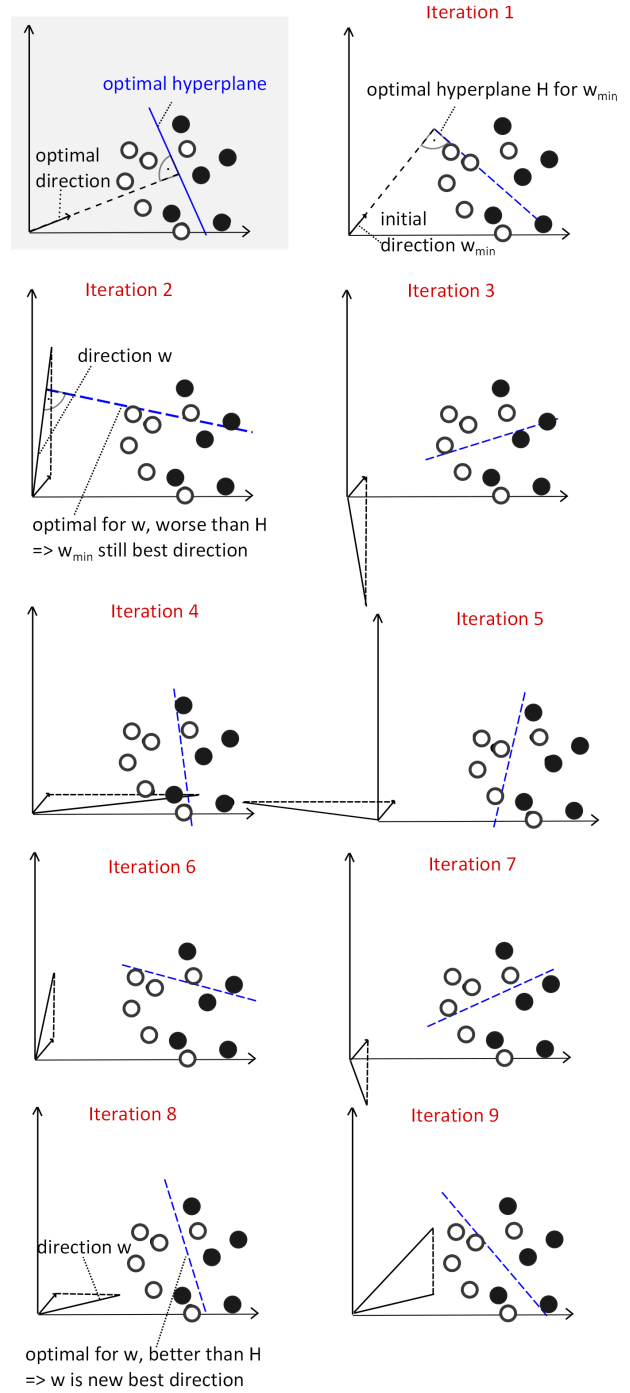 Iteration 1
optimal hyperplane
optimal
direction
optimal hyperplane H for wmin
initial
direction wmin
Iteration 2
direction w
optimal for w, worse than H
=> wmin still best direction
Iteration 3
Iteration 4
Iteration 5
Iteration 6
Iteration 7
Iteration 8
direction w
optimal for w, better than H
=> w is new best direction
Iteration 9